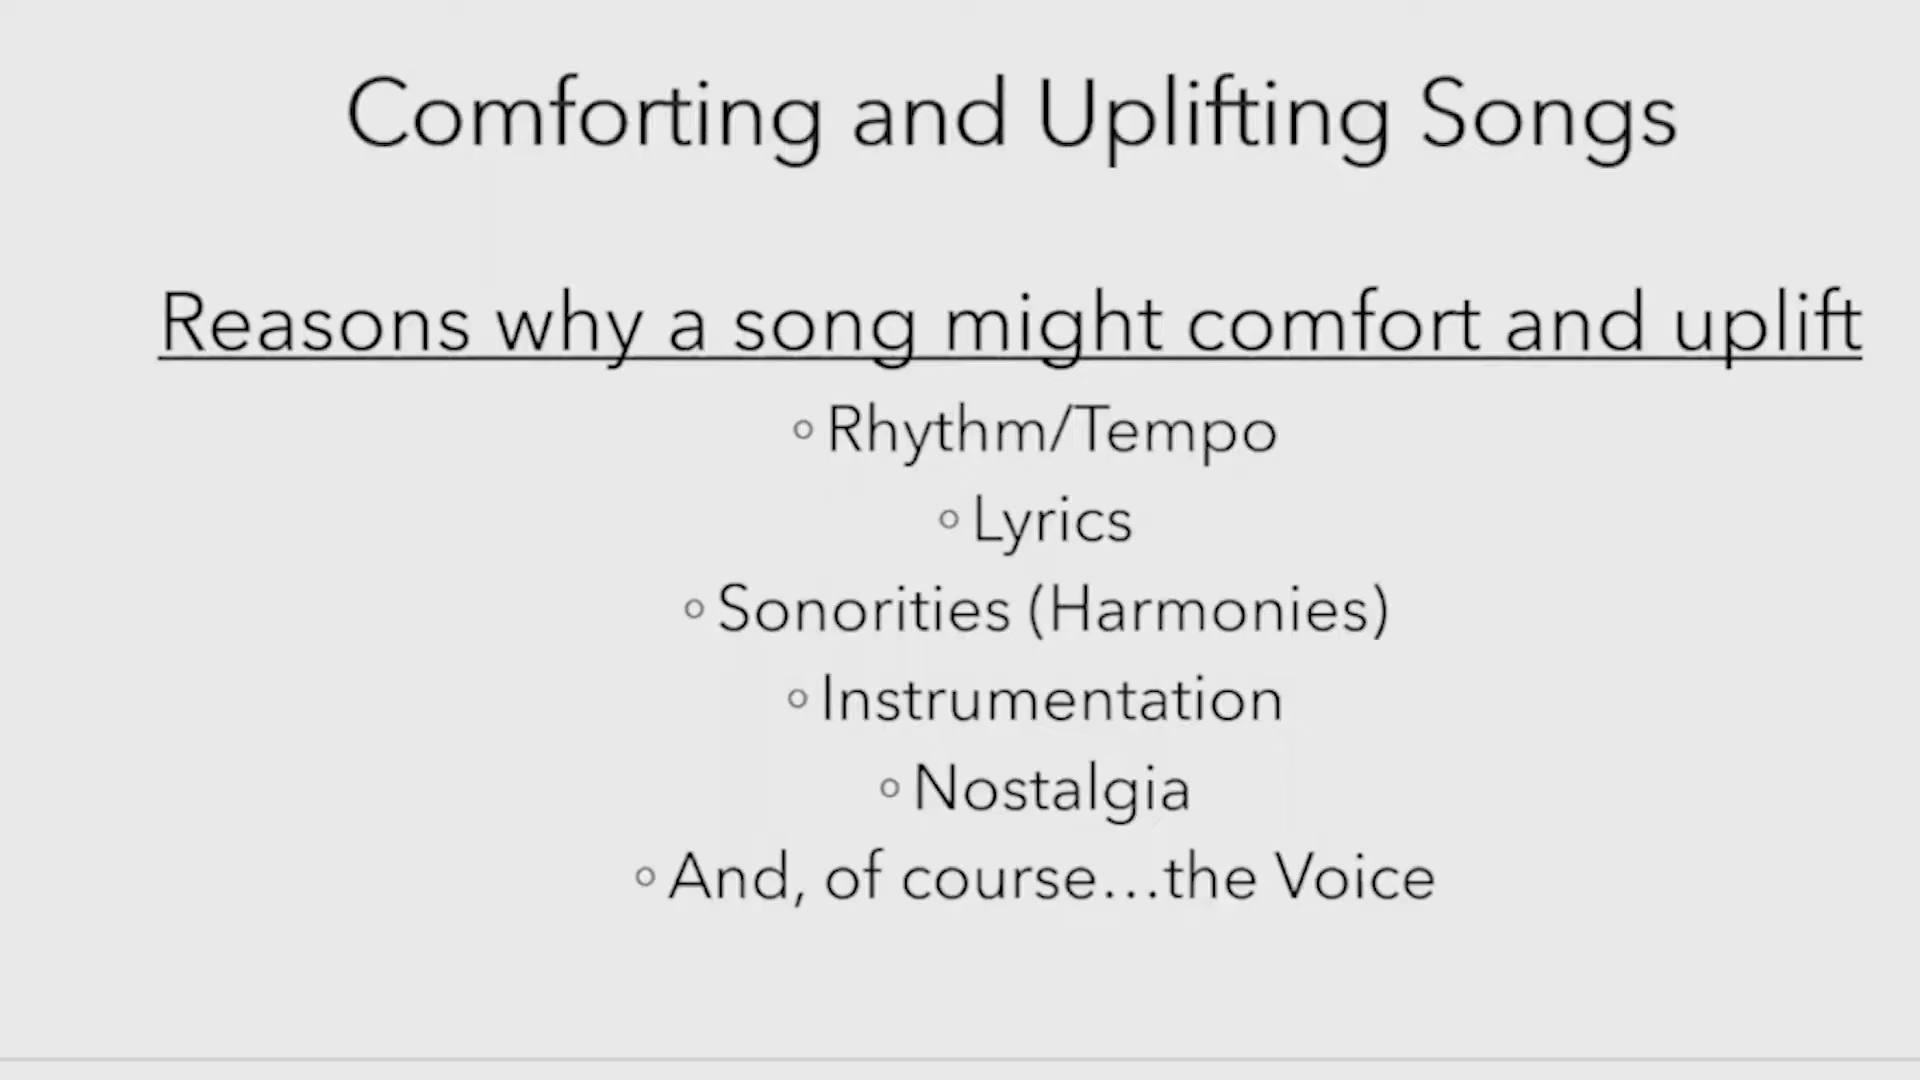 Comforting and Uplifting Songs
Reasons why a song might comfort and uplift
◦ Rhythm/Tempo
◦ Lyrics
◦ Sonorities (Harmonies)
◦ Instrumentation
◦ Nostalgia
◦ And, of course...the Voice